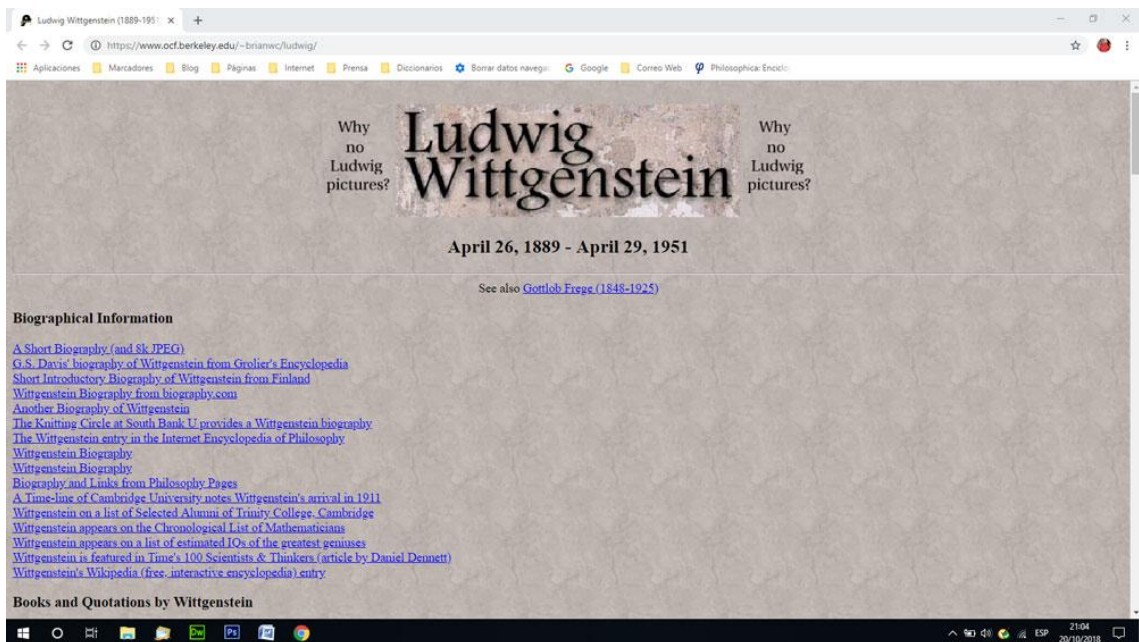 Ludwig Wittgenstein (1889-1951
https://www.ocf.berkeley.edu/~brianwc/ludwig/
Aplicaciones Marcadores Blog Páginas Internet Prensa Diccionarios Borrar datos navega Google Correo Web Philosophica: Enciclo
Why
no
Ludwig
pictures?
Ludwig
Wittgenstein
Why
no
Ludwig
pictures?
April 26, 1889 - April 29, 1951
See also Gottlob Frege (1848-1925)
Biographical Information
A Short Biography (and 8k JPEG)
G.S. Davis' biography of Wittgenstein from Grolier's Encyclopedia
Short Introductory Biography of Wittgenstein from Finland
Wittgenstein Biography from biography.com
Another Biography of Wittgenstein
The Knitting Circle at South Bank U provides a Wittgenstein biography
The Wittgenstein entry in the Internet Encyclopedia of Philosophy
Wittgenstein Biography
Wittgenstein Biography
Biography and Links from Philosophy Pages
A Time-line of Cambridge University notes Wittgenstein's arrival in 1911
Wittgenstein on a list of Selected Alumni of Trinity College, Cambridge
Wittgenstein appears on the Chronological List of Mathematicians
Wittgenstein appears on a list of estimated IQs of the greatest geniuses
Wittgenstein is featured in Time's 100 Scientists & Thinkers (article by Daniel Dennett)
Wittgenstein's Wikipedia (free, interactive encyclopedia) entry
Books and Quotations by Wittgenstein
Dw Ps ESP 21:04
20/10/2018